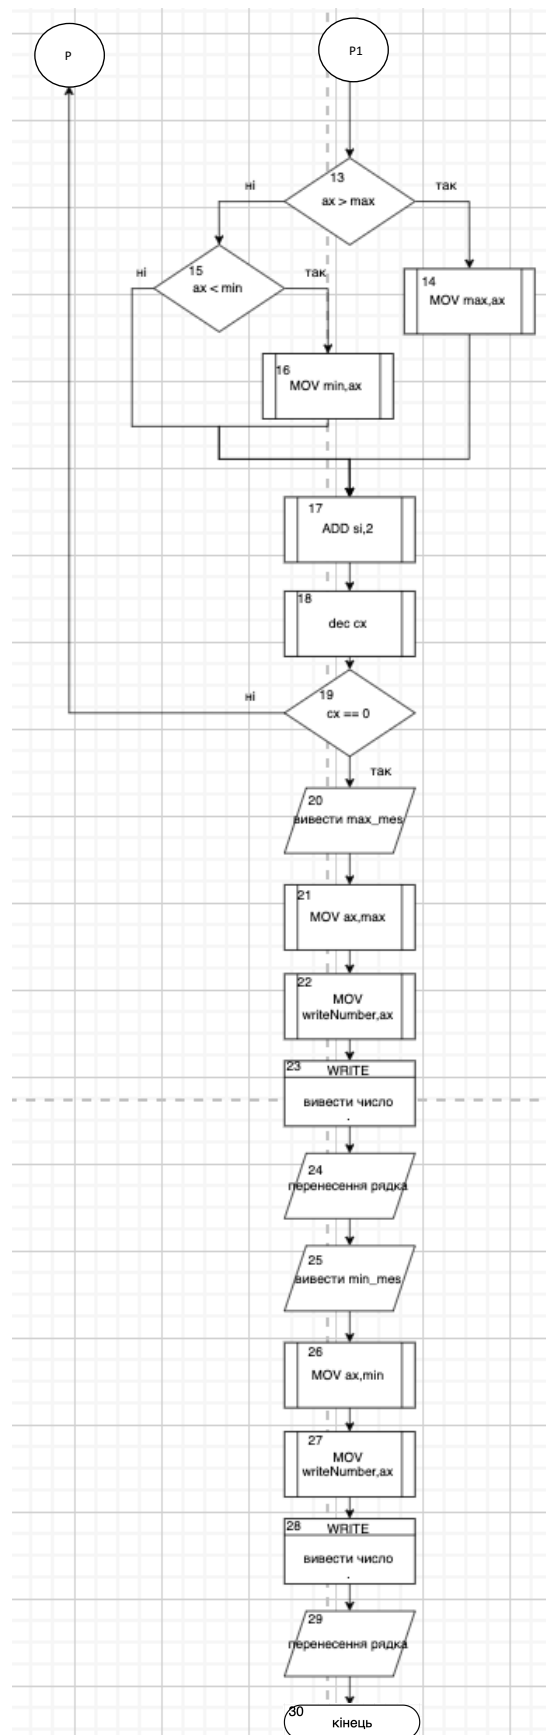 P
P1
13
ні
так
ax > max
ні
15
так
ax < min
14
MOV max,ax
16
MOV min,ax
17
ADD si,2
18
dec cx
ні
19
cx == 0
так
20
вивести max_mes
21
MOV ax,max
22
MOV
writeNumber,ax
23
WRITE
вивести число
.
24
перенесення рядка
25
вивести min_mes
26
MOV ax,min
27
MOV
writeNumber,ax
28
WRITE
вивести число
.
29
перенесення рядка
30
кінець